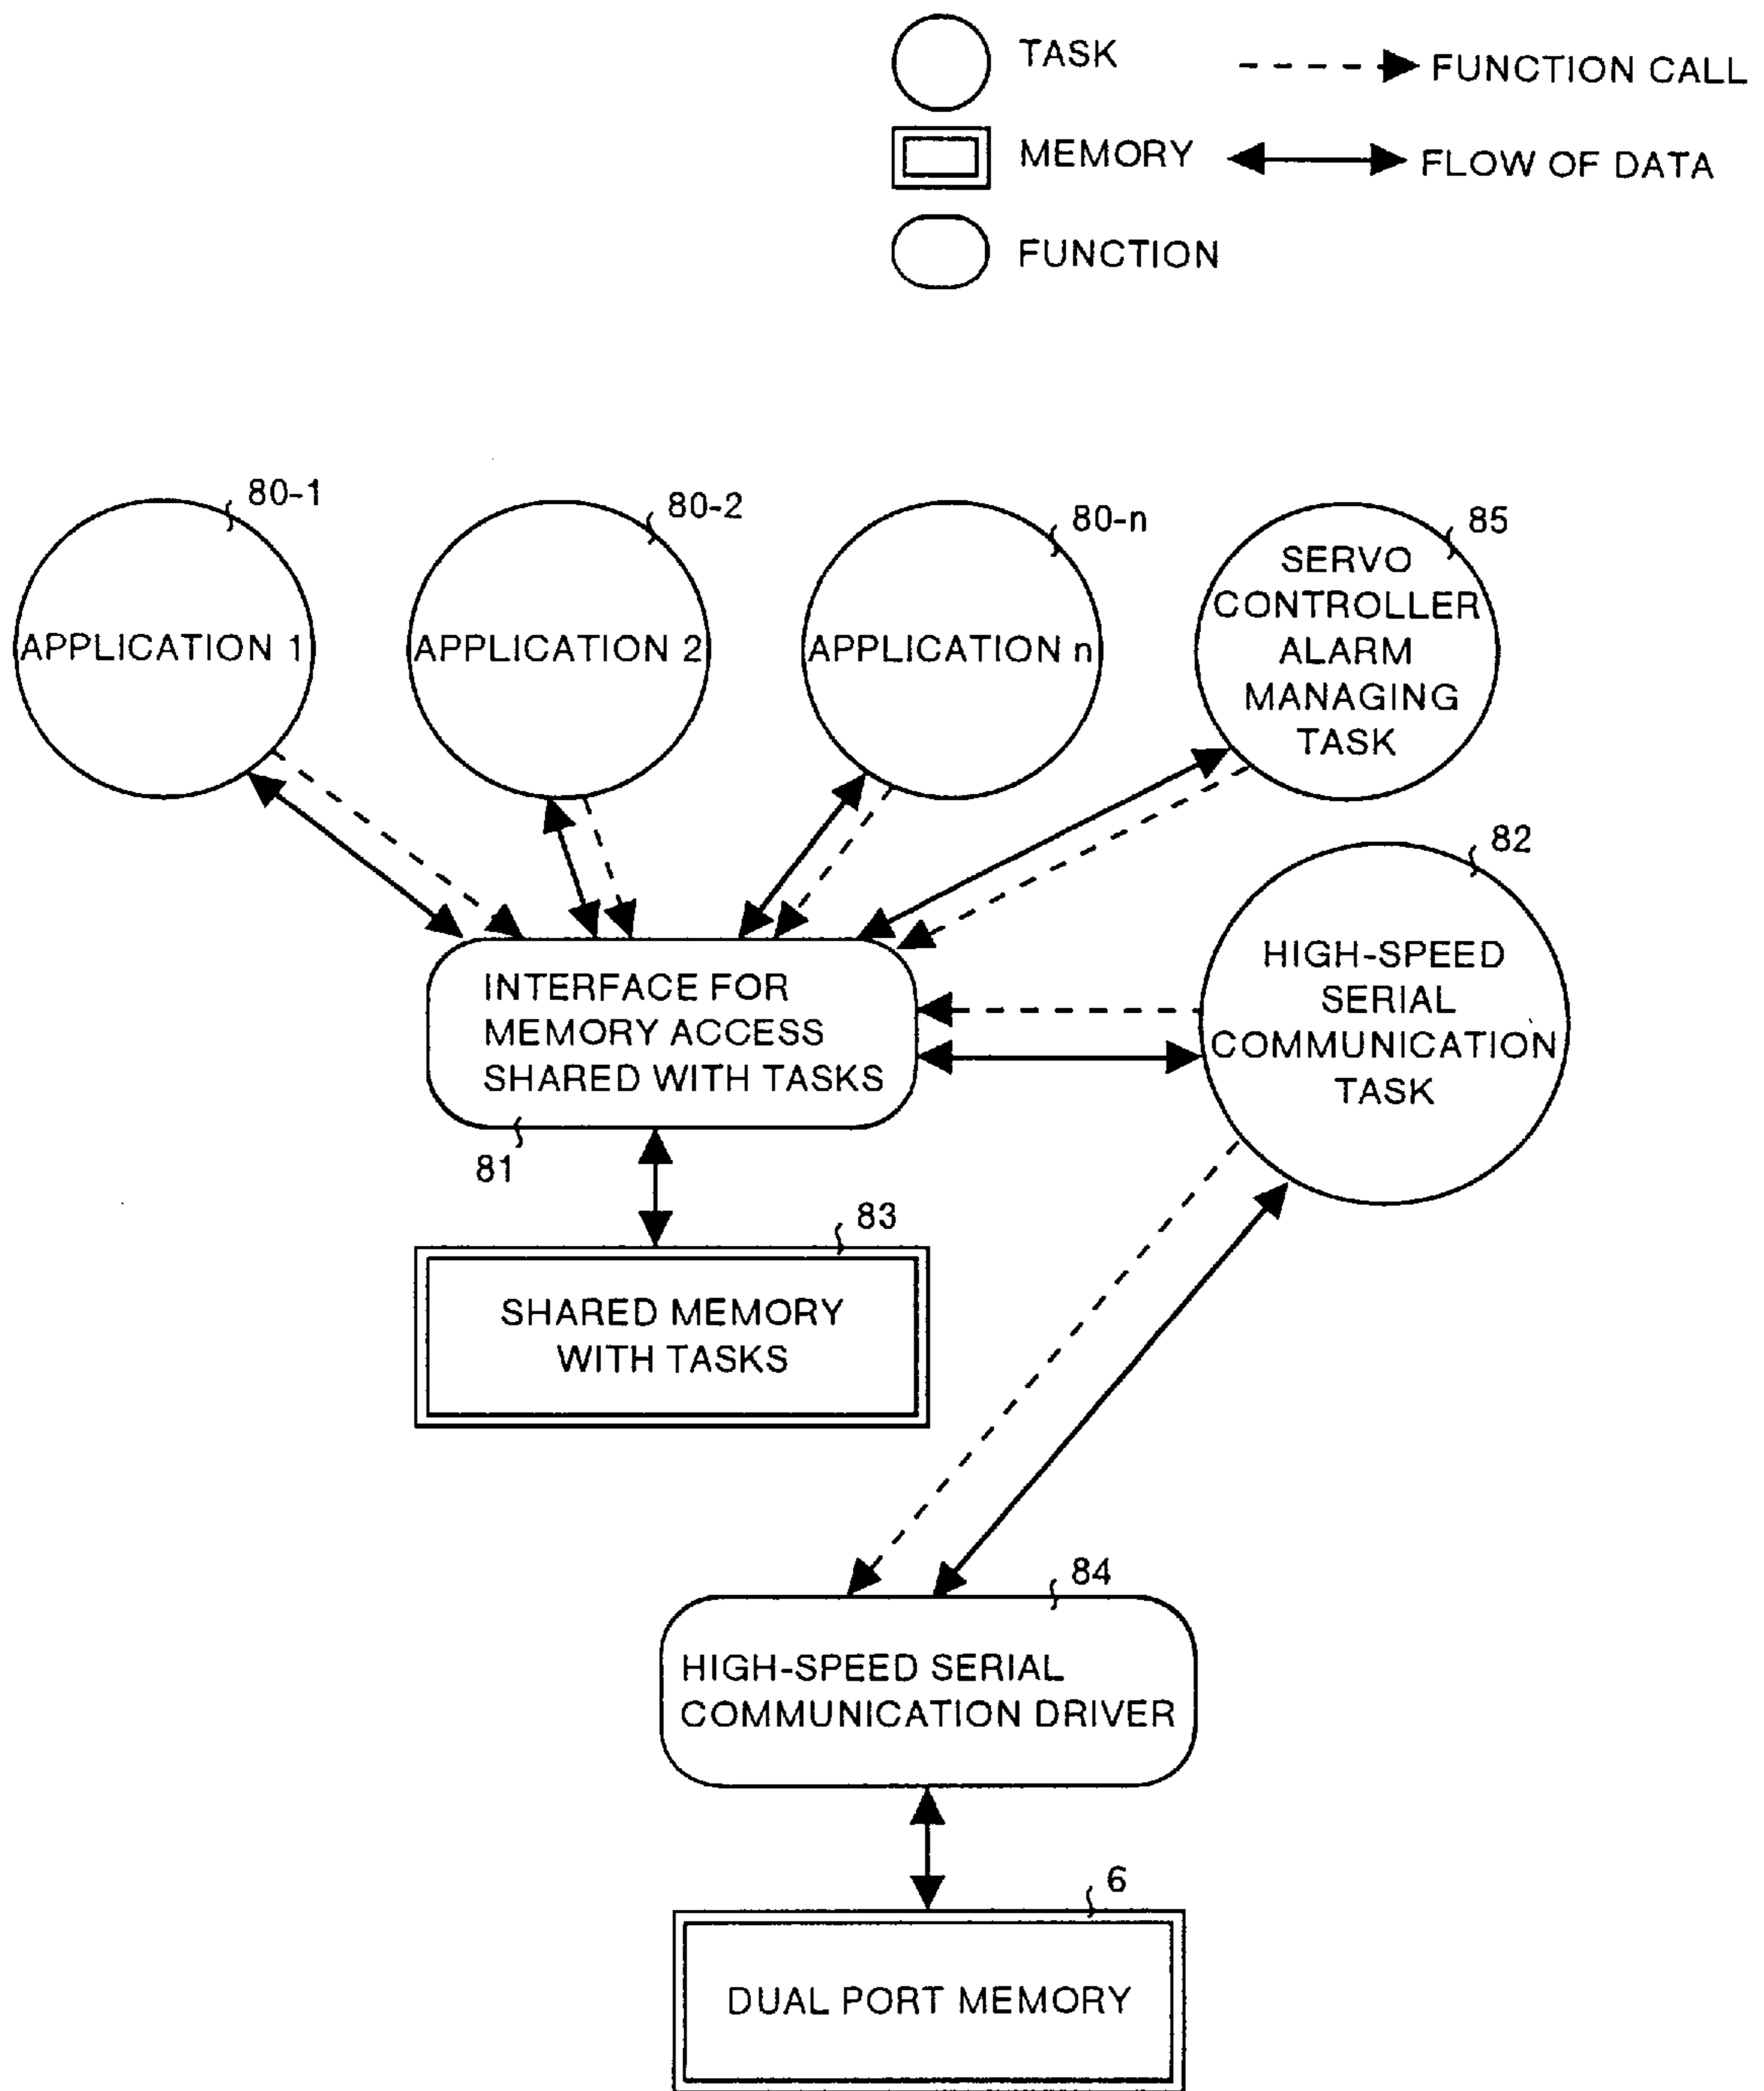 TASK
FUNCTION CALL
MEMORY
FLOW OF DATA
FUNCTION
80-1
80-2
80-n
85
APPLICATION 1
APPLICATION 2
APPLICATION n
SERVO
CONTROLLER
ALARM
MANAGING
TASK
82
HIGH-SPEED
SERIAL
COMMUNICATION
TASK
INTERFACE FOR
MEMORY ACCESS
SHARED WITH TASKS
81
83
SHARED MEMORY
WITH TASKS
84
HIGH-SPEED SERIAL
COMMUNICATION DRIVER
6
DUAL PORT MEMORY